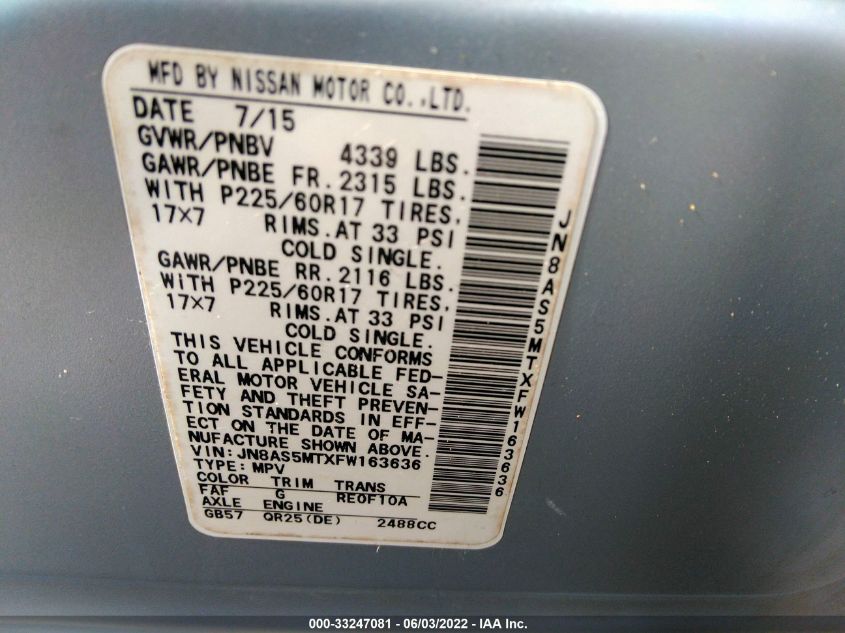 MFD BY NISSAN MOTOR CO.,LTD.
DATE 7/15
GVWR/PNBV 4339 LBS.
GAWR/PNBE FR.2315 LBS.
WITH P225/60R17 TIRES,
17X7 RIMS.AT 33 PSI
COLD SINGLE.
GAWR/PNBE RR.2116 LBS.
WITH P225/60R17 TIRES,
17X7 RIMS.AT 33 PSI
COLD SINGLE.
THIS VEHICLE CONFORMS
TO ALL APPLICABLE FED-
ERAL MOTOR VEHICLE SA-
FETY AND THEFT PREVEN-
TION STANDARDS IN EFF-
ECT ON THE DATE OF MA-
NUFACTURE SHOWN ABOVE.
VIN:JN8AS5MTXFW163636
TYPE:MPV
COLOR TRIM TRANS
FAF G RE0F10A
AXLE ENGINE
GB57 QR25(DE) 2488CC
JN8AS5MTXFW163636
000-33247081 - 06/03/2022 - IAA Inc.